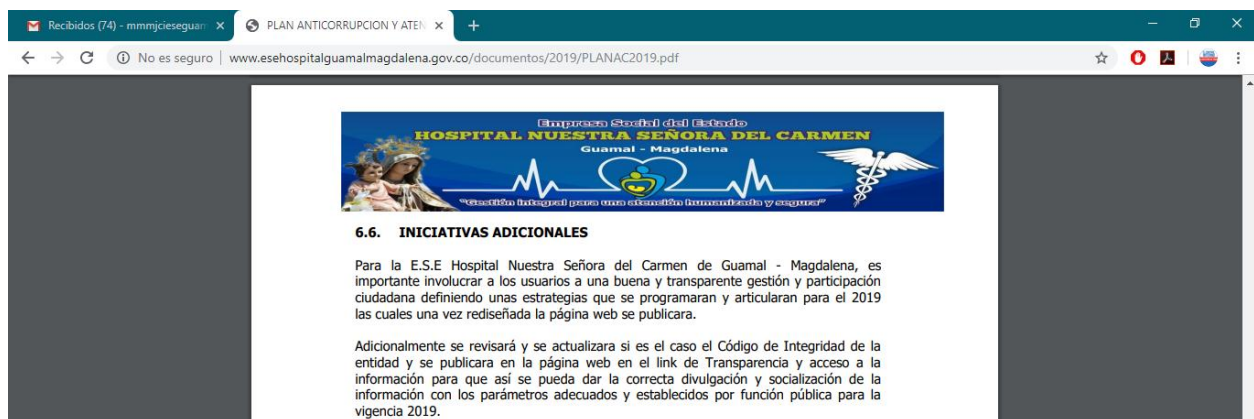 Recibidos (74) - mmmjcieseguam
PLAN ANTICORRUPCION Y ATEN
No es seguro | www.esehospitalguamalmagdalena.gov.co/documentos/2019/PLANAC2019.pdf
Empresa Social del Estado
HOSPITAL NUESTRA SEÑORA DEL CARMEN
Guamal - Magdalena
"Gestión integral para una atención humanizada y segura"
6.6. INICIATIVAS ADICIONALES
Para la E.S.E Hospital Nuestra Señora del Carmen de Guamal - Magdalena, es
importante involucrar a los usuarios a una buena y transparente gestión y participación
ciudadana definiendo unas estrategias que se programaran y articularan para el 2019
las cuales una vez rediseñada la página web se publicara.
Adicionalmente se revisará y se actualizara si es el caso el Código de Integridad de la
entidad y se publicara en la página web en el link de Transparencia y acceso a la
información para que así se pueda dar la correcta divulgación y socialización de la
información con los parámetros adecuados y establecidos por función pública para la
vigencia 2019.